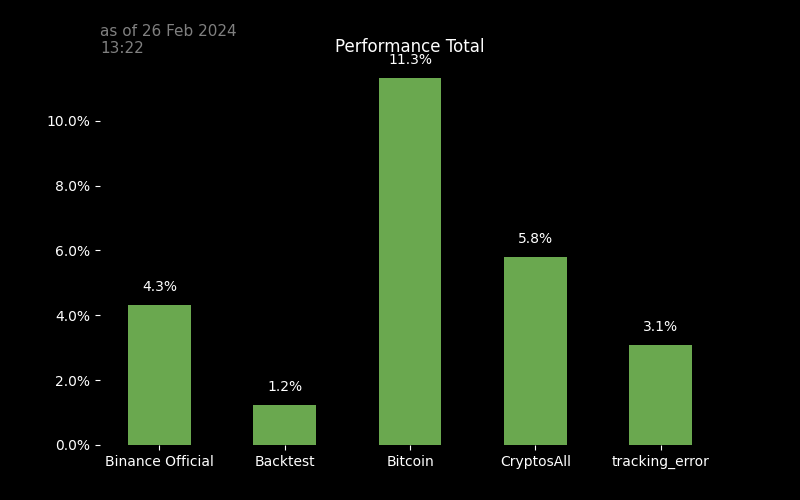 as of 26 Feb 2024
13:22
Performance Total
11.3%
10.0%
8.0%
6.0%
5.8%
4.3%
4.0%
3.1%
2.0%
1.2%
0.0%
Binance Official
Backtest
Bitcoin
CryptosAll
tracking_error